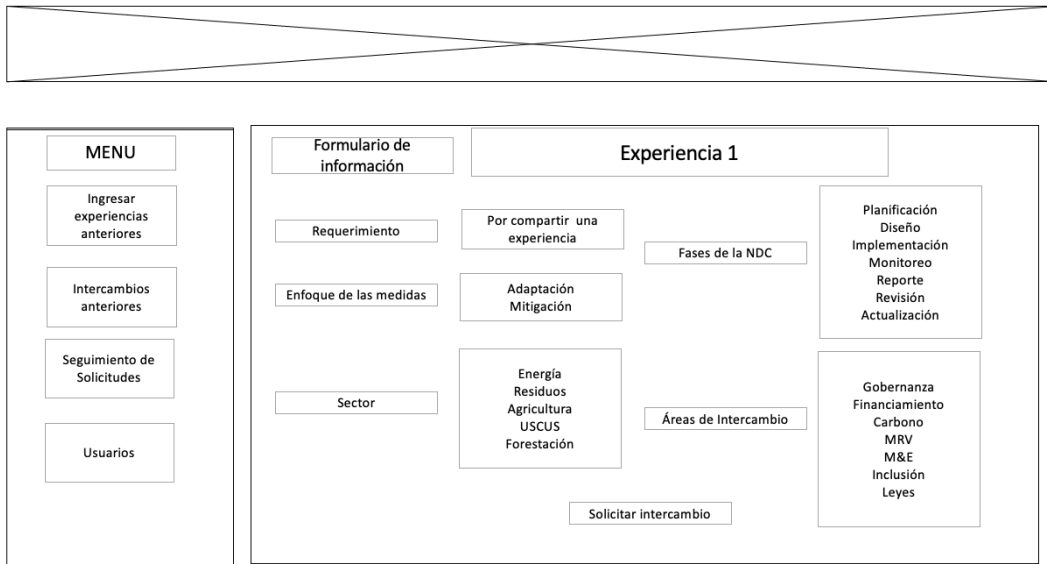 MENU
Ingresar
experiencias
anteriores
Intercambios
anteriores
Seguimiento de
Solicitudes
Usuarios
Formulario de
información
Experiencia 1
Requerimiento
Por compartir una
experiencia
Enfoque de las medidas
Adaptación
Mitigación
Sector
Energía
Residuos
Agricultura
USCUS
Forestación
Fases de la NDC
Planificación
Diseño
Implementación
Monitoreo
Reporte
Revisión
Actualización
Áreas de Intercambio
Gobernanza
Financiamiento
Carbono
MRV
M&E
Inclusión
Leyes
Solicitar intercambio